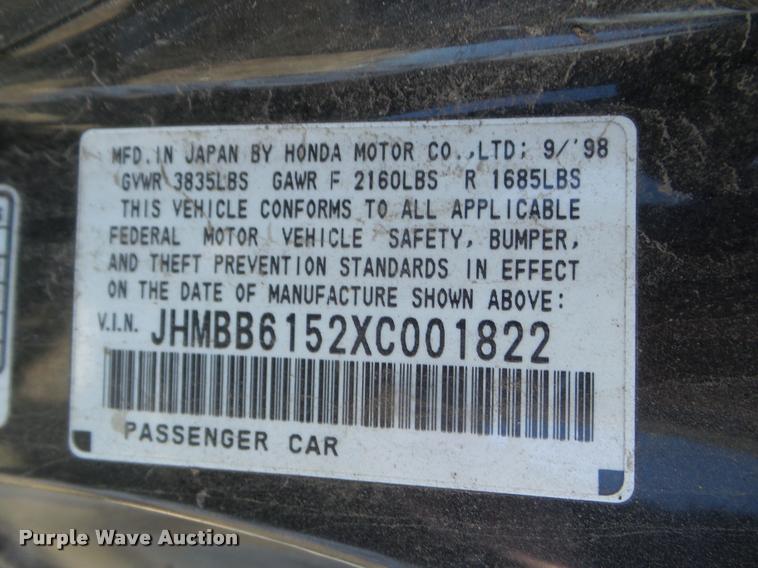 MFD. IN JAPAN BY HONDA MOTOR CO.,LTD: 9/'98
GVWR 3835LBS GAWR F 2160LBS R 1685LBS
THIS VEHICLE CONFORMS TO ALL APPLICABLE
FEDERAL MOTOR VEHICLE SAFETY, BUMPER,
AND THEFT PREVENTION STANDARDS IN EFFECT
ON THE DATE OF MANUFACTURE SHOWN ABOVE:
V.I.N. JHMBB6152XC001822
PASSENGER CAR
Purple Wave Auction